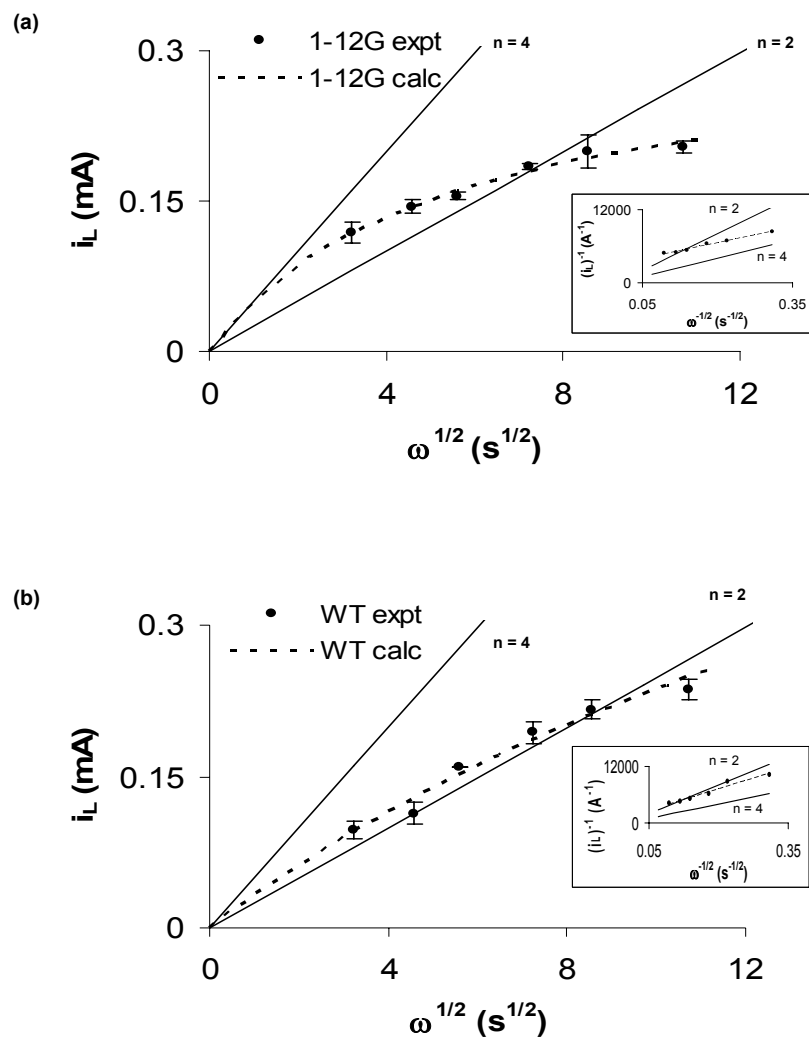 (a)
0.3
1-12G expt
1-12G calc
n = 4
n = 2
0.15
i_L (mA)
12000
n = 2
n = 4
(i_L)^-1 (A^-1)
0
0.05
0.35
ω^-1/2 (s^-1/2)
0
0
4
8
12
ω^1/2 (s^1/2)
(b)
0.3
WT expt
WT calc
n = 4
n = 2
0.15
i_L (mA)
12000
n = 2
n = 4
(i_L)^-1 (A^-1)
0
0.05
0.35
ω^-1/2 (s^-1/2)
0
0
4
8
12
ω^1/2 (s^1/2)